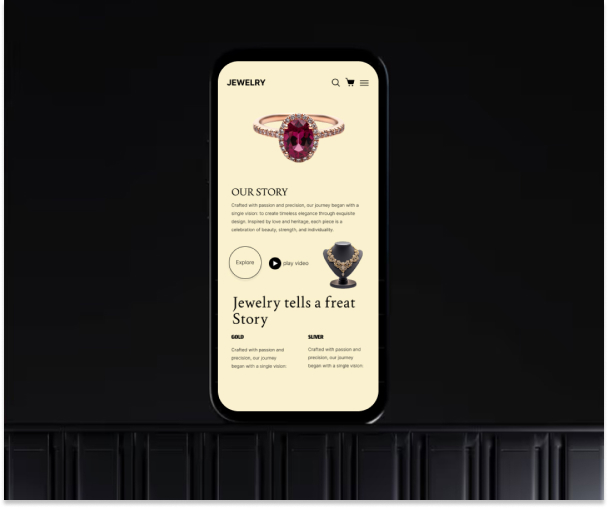 JEWELRY
OUR STORY
Crafted with passion and precision, our journey began with a
single vision: to create timeless elegance through exquisite
design. Inspired by love and heritage, each piece is a
celebration of beauty, strength, and individuality.
Explore
play video
Jewelry tells a freat
Story
GOLD
SLIVER
Crafted with passion and
precision, our journey
began with a single vision:
Crafted with passion and
precision, our journey
began with a single vision: